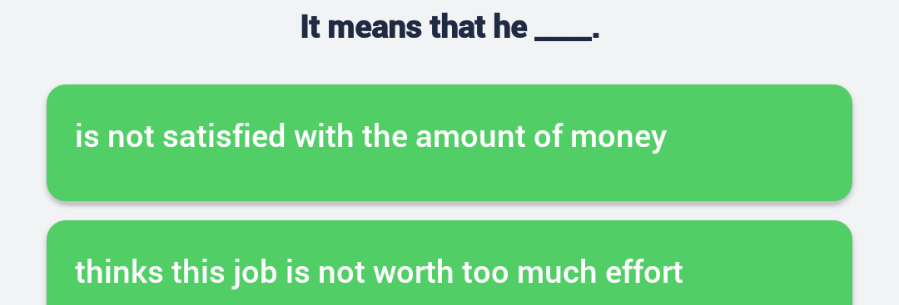 It means that he ____.
is not satisfied with the amount of money
thinks this job is not worth too much effort